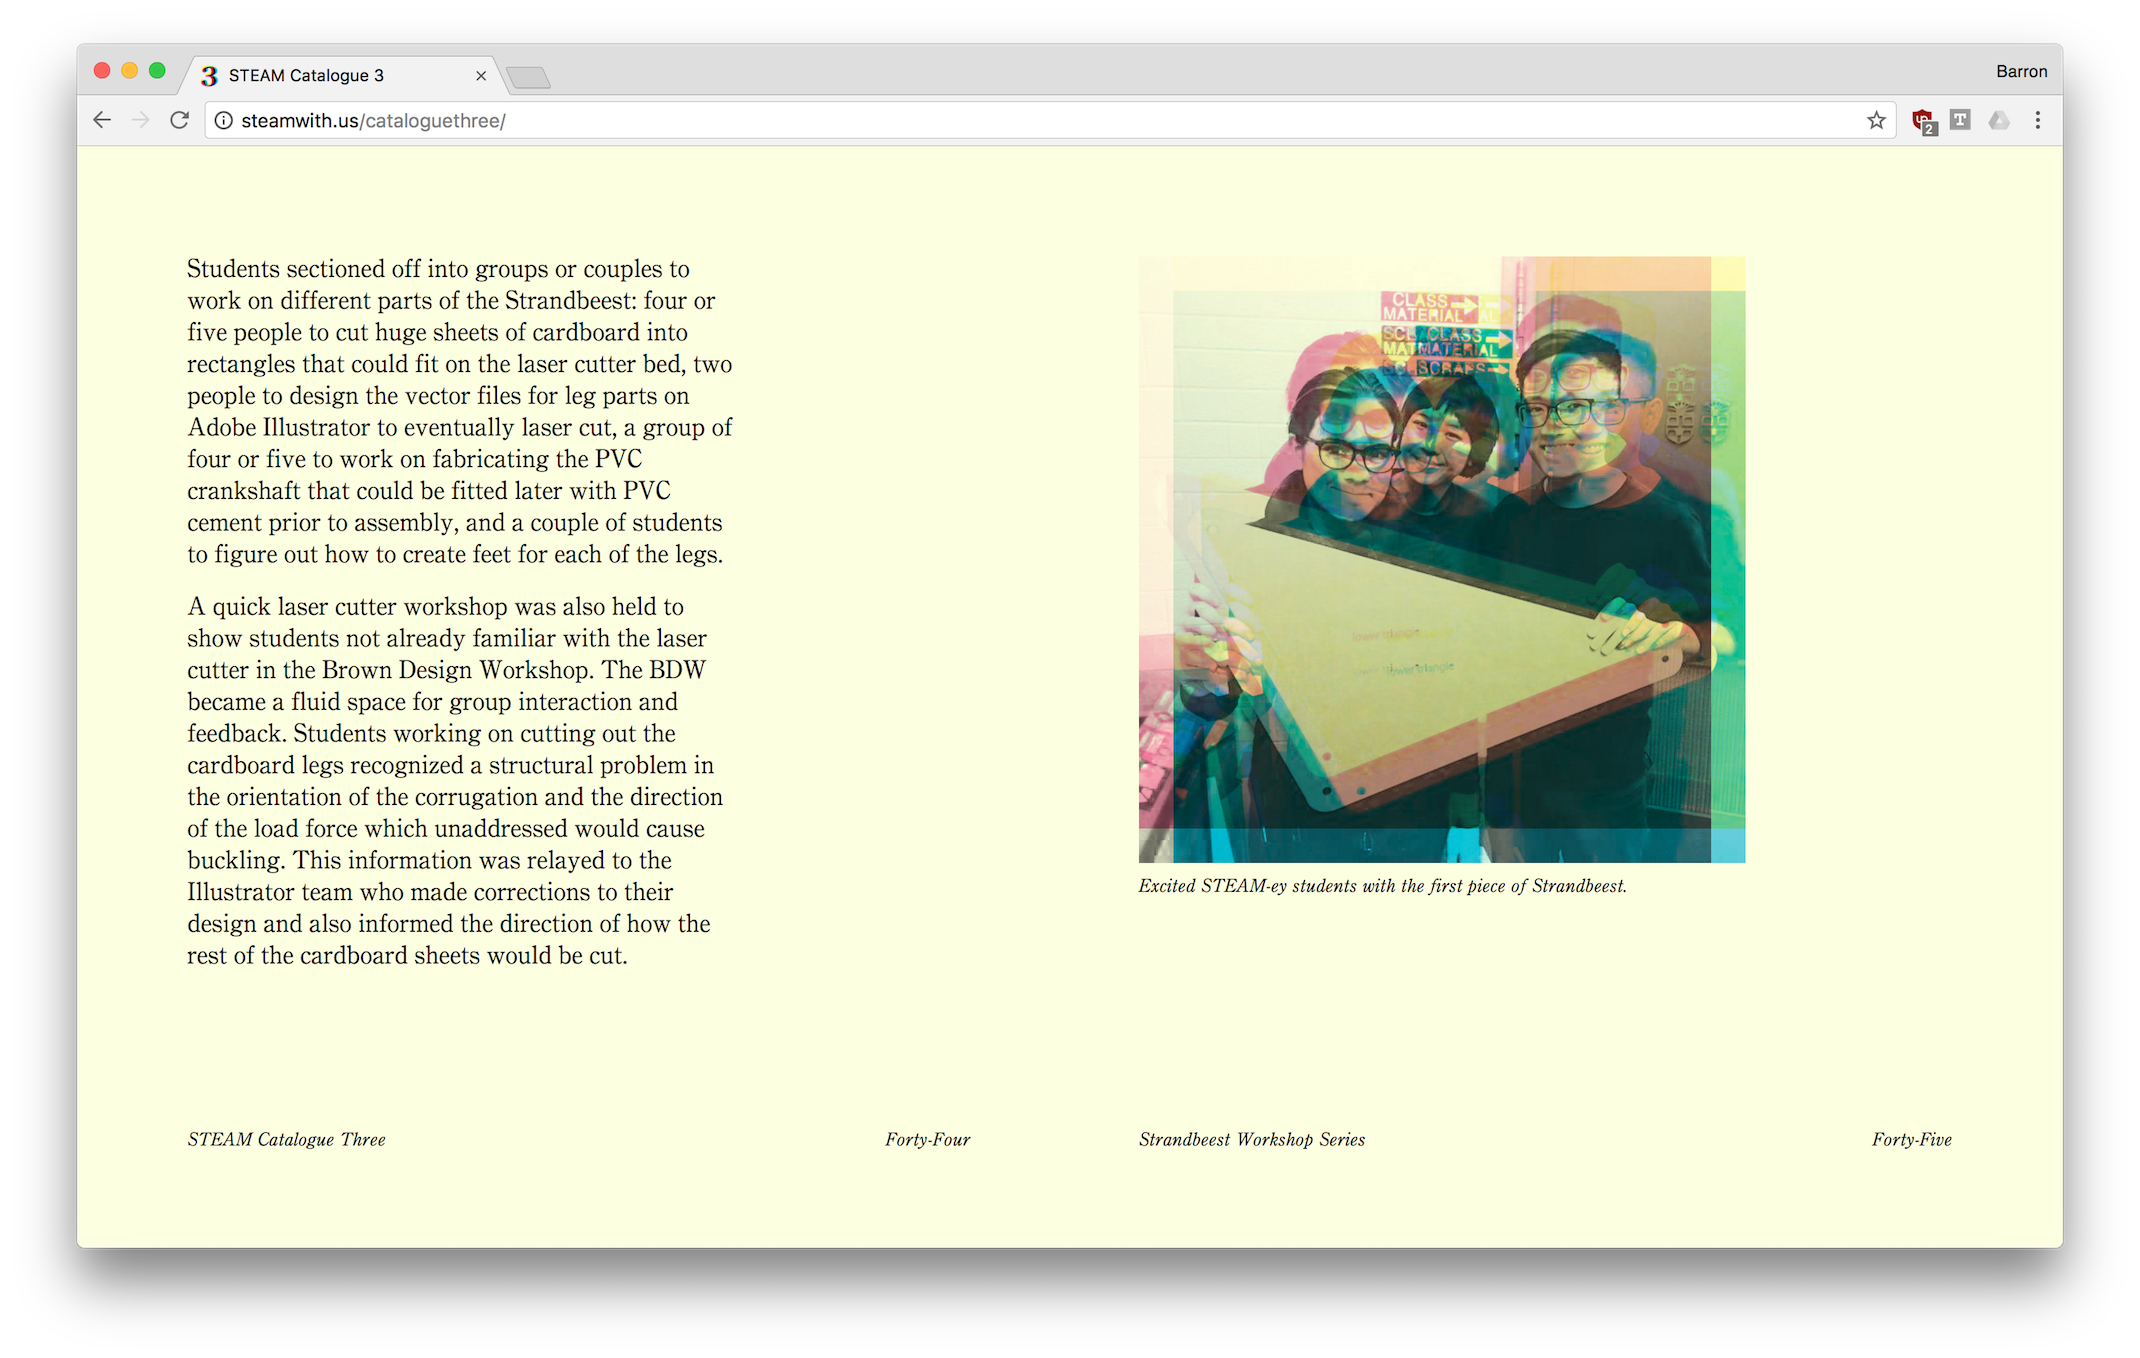 STEAM Catalogue 3
Barron
steamwith.us/cataloguethree/
2
Students sectioned off into groups or couples to
work on different parts of the Strandbeest: four or
five people to cut huge sheets of cardboard into
rectangles that could fit on the laser cutter bed, two
people to design the vector files for leg parts on
Adobe Illustrator to eventually laser cut, a group of
four or five to work on fabricating the PVC
crankshaft that could be fitted later with PVC
cement prior to assembly, and a couple of students
to figure out how to create feet for each of the legs.
A quick laser cutter workshop was also held to
show students not already familiar with the laser
cutter in the Brown Design Workshop. The BDW
became a fluid space for group interaction and
feedback. Students working on cutting out the
cardboard legs recognized a structural problem in
the orientation of the corrugation and the direction
of the load force which unaddressed would cause
buckling. This information was relayed to the
Illustrator team who made corrections to their
design and also informed the direction of how the
rest of the cardboard sheets would be cut.
CLASS
MATERIAL
CLASS
MATERIAL
SCRAPS
lower triangle
Excited STEAM-ey students with the first piece of Strandbeest.
STEAM Catalogue Three
Forty-Four
Strandbeest Workshop Series
Forty-Five